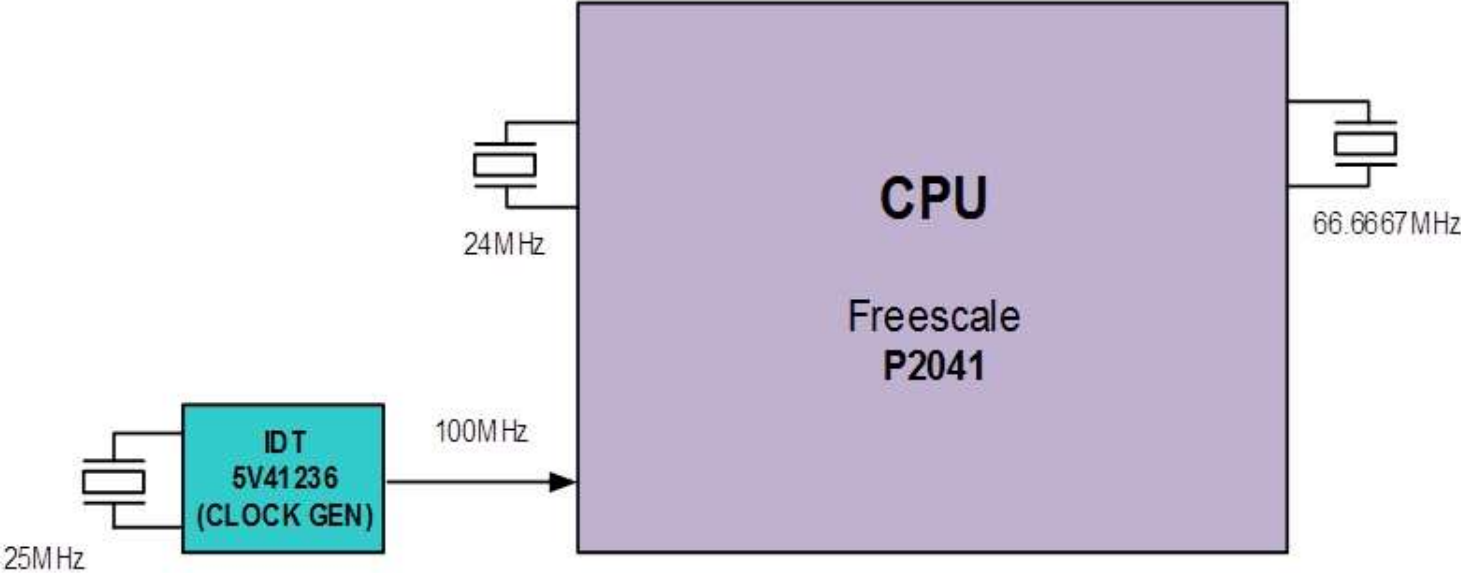 CPU
Freescale
P2041
24MHz
66.6667MHz
100MHz
IDT
5V41236
(CLOCK GEN)
25MHz